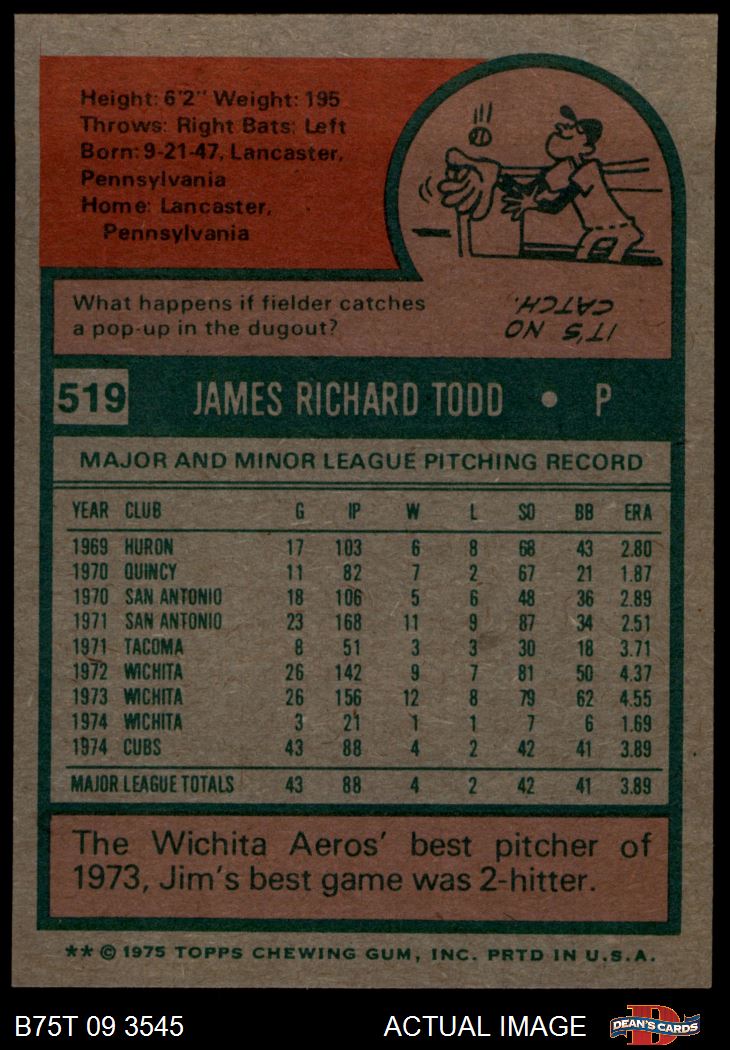 Height: 6'2" Weight: 195
Throws: Right Bats: Left
Born: 9-21-47, Lancaster,
Pennsylvania
Home: Lancaster,
Pennsylvania
What happens if fielder catches
a pop-up in the dugout?
IT'S NO
CATCH.
519 JAMES RICHARD TODD • P
MAJOR AND MINOR LEAGUE PITCHING RECORD
YEAR CLUB G IP W L SO BB ERA
1969 HURON 17 103 6 8 68 43 2.80
1970 QUINCY 11 82 7 2 67 21 1.87
1970 SAN ANTONIO 18 106 5 6 48 36 2.89
1971 SAN ANTONIO 23 168 11 9 87 34 2.51
1971 TACOMA 8 51 3 3 30 18 3.71
1972 WICHITA 26 142 9 7 81 50 4.37
1973 WICHITA 26 156 12 8 79 62 4.55
1974 WICHITA 3 21 1 1 7 6 1.69
1974 CUBS 43 88 4 2 42 41 3.89
MAJOR LEAGUE TOTALS 43 88 4 2 42 41 3.89
The Wichita Aeros' best pitcher of
1973, Jim's best game was 2-hitter.
** © 1975 TOPPS CHEWING GUM, INC. PRTD IN U.S.A.
B75T 09 3545 ACTUAL IMAGE DEAN'S CARDS